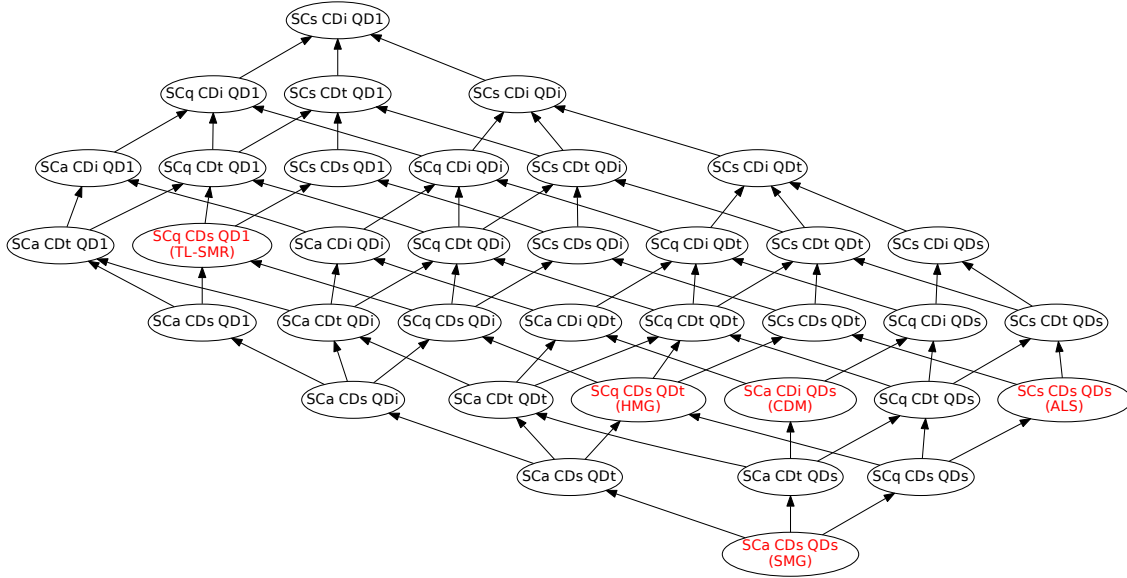 SCs CDi QD1
SCq CDi QD1
SCs CDt QD1
SCs CDi QDi
SCa CDi QD1
SCq CDt QD1
SCs CDs QD1
SCq CDi QDi
SCs CDt QDi
SCs CDi QDt
SCa CDt QD1
SCq CDs QD1
(TL-SMR)
SCa CDi QDi
SCq CDt QDi
SCs CDs QDi
SCq CDi QDt
SCs CDt QDt
SCs CDi QDs
SCa CDs QD1
SCa CDt QDi
SCq CDs QDi
SCa CDi QDt
SCq CDt QDt
SCs CDs QDt
SCq CDi QDs
SCs CDt QDs
SCa CDs QDi
SCa CDt QDt
SCq CDs QDt
(HMG)
SCa CDi QDs
(CDM)
SCq CDt QDs
SCs CDs QDs
(ALS)
SCa CDs QDt
SCa CDt QDs
SCq CDs QDs
SCa CDs QDs
(SMG)